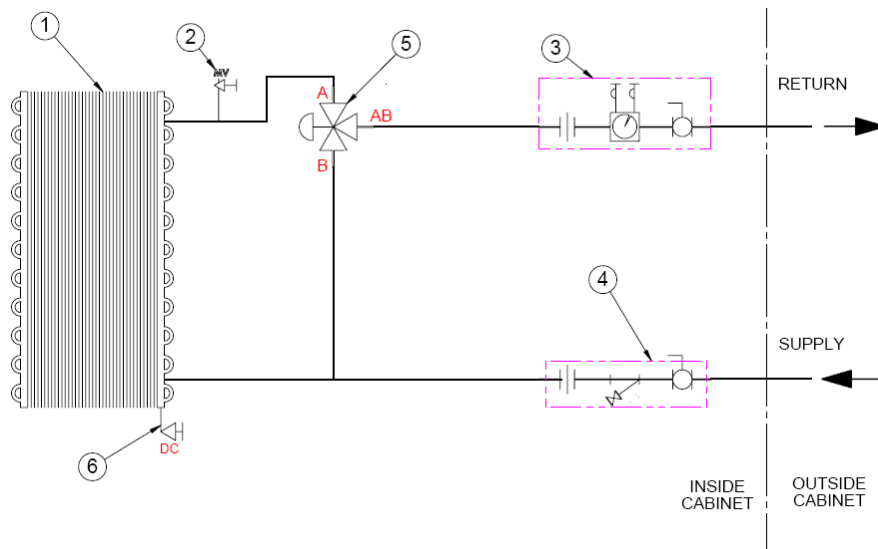 1
2
MV
5
3
A
AB
B
RETURN
4
SUPPLY
6
DC
INSIDE
CABINET
OUTSIDE
CABINET